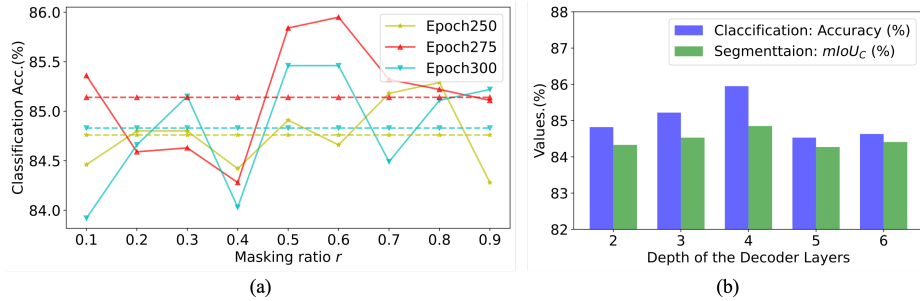 Classification Acc.(%)
86.0
85.5
85.0
84.5
84.0
Epoch250
Epoch275
Epoch300
0.1 0.2 0.3 0.4 0.5 0.6 0.7 0.8 0.9
Masking ratio r
(a)
Values.(%)
88
87
86
85
84
83
82
Claccification: Accuracy (%)
Segmenttaion: mIoU_C (%)
2 3 4 5 6
Depth of the Decoder Layers
(b)